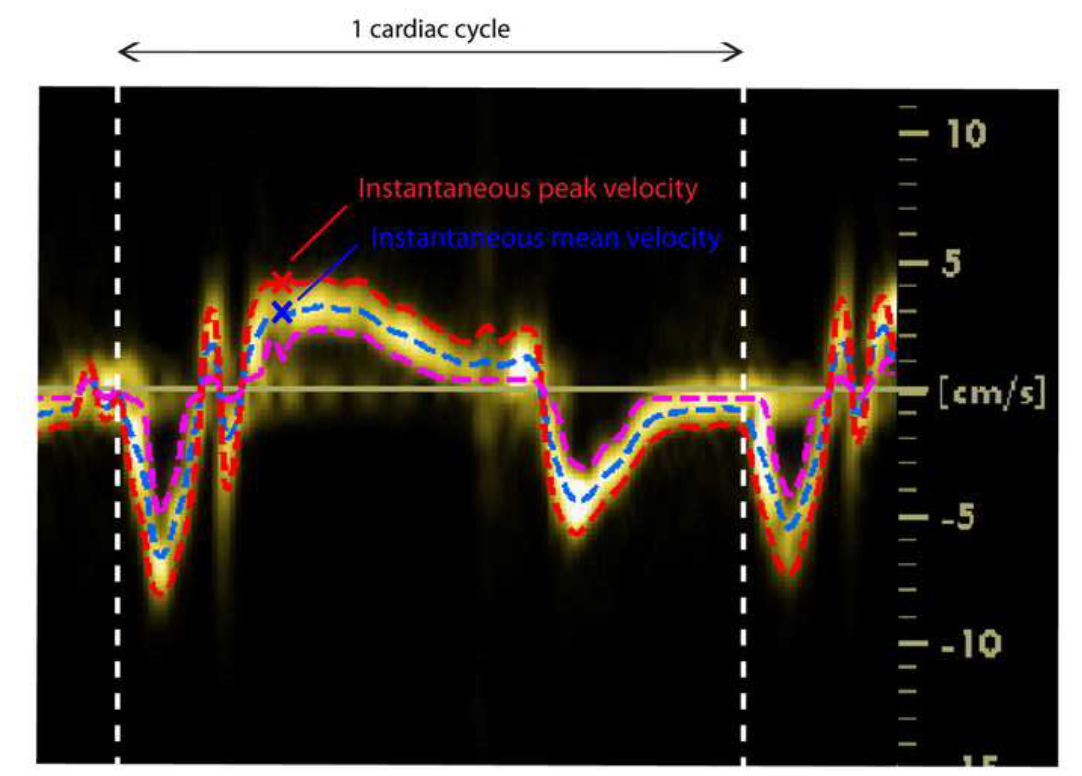 1 cardiac cycle
10
Instantaneous peak velocity
Instantaneous mean velocity
5
[cm/s]
-5
-10